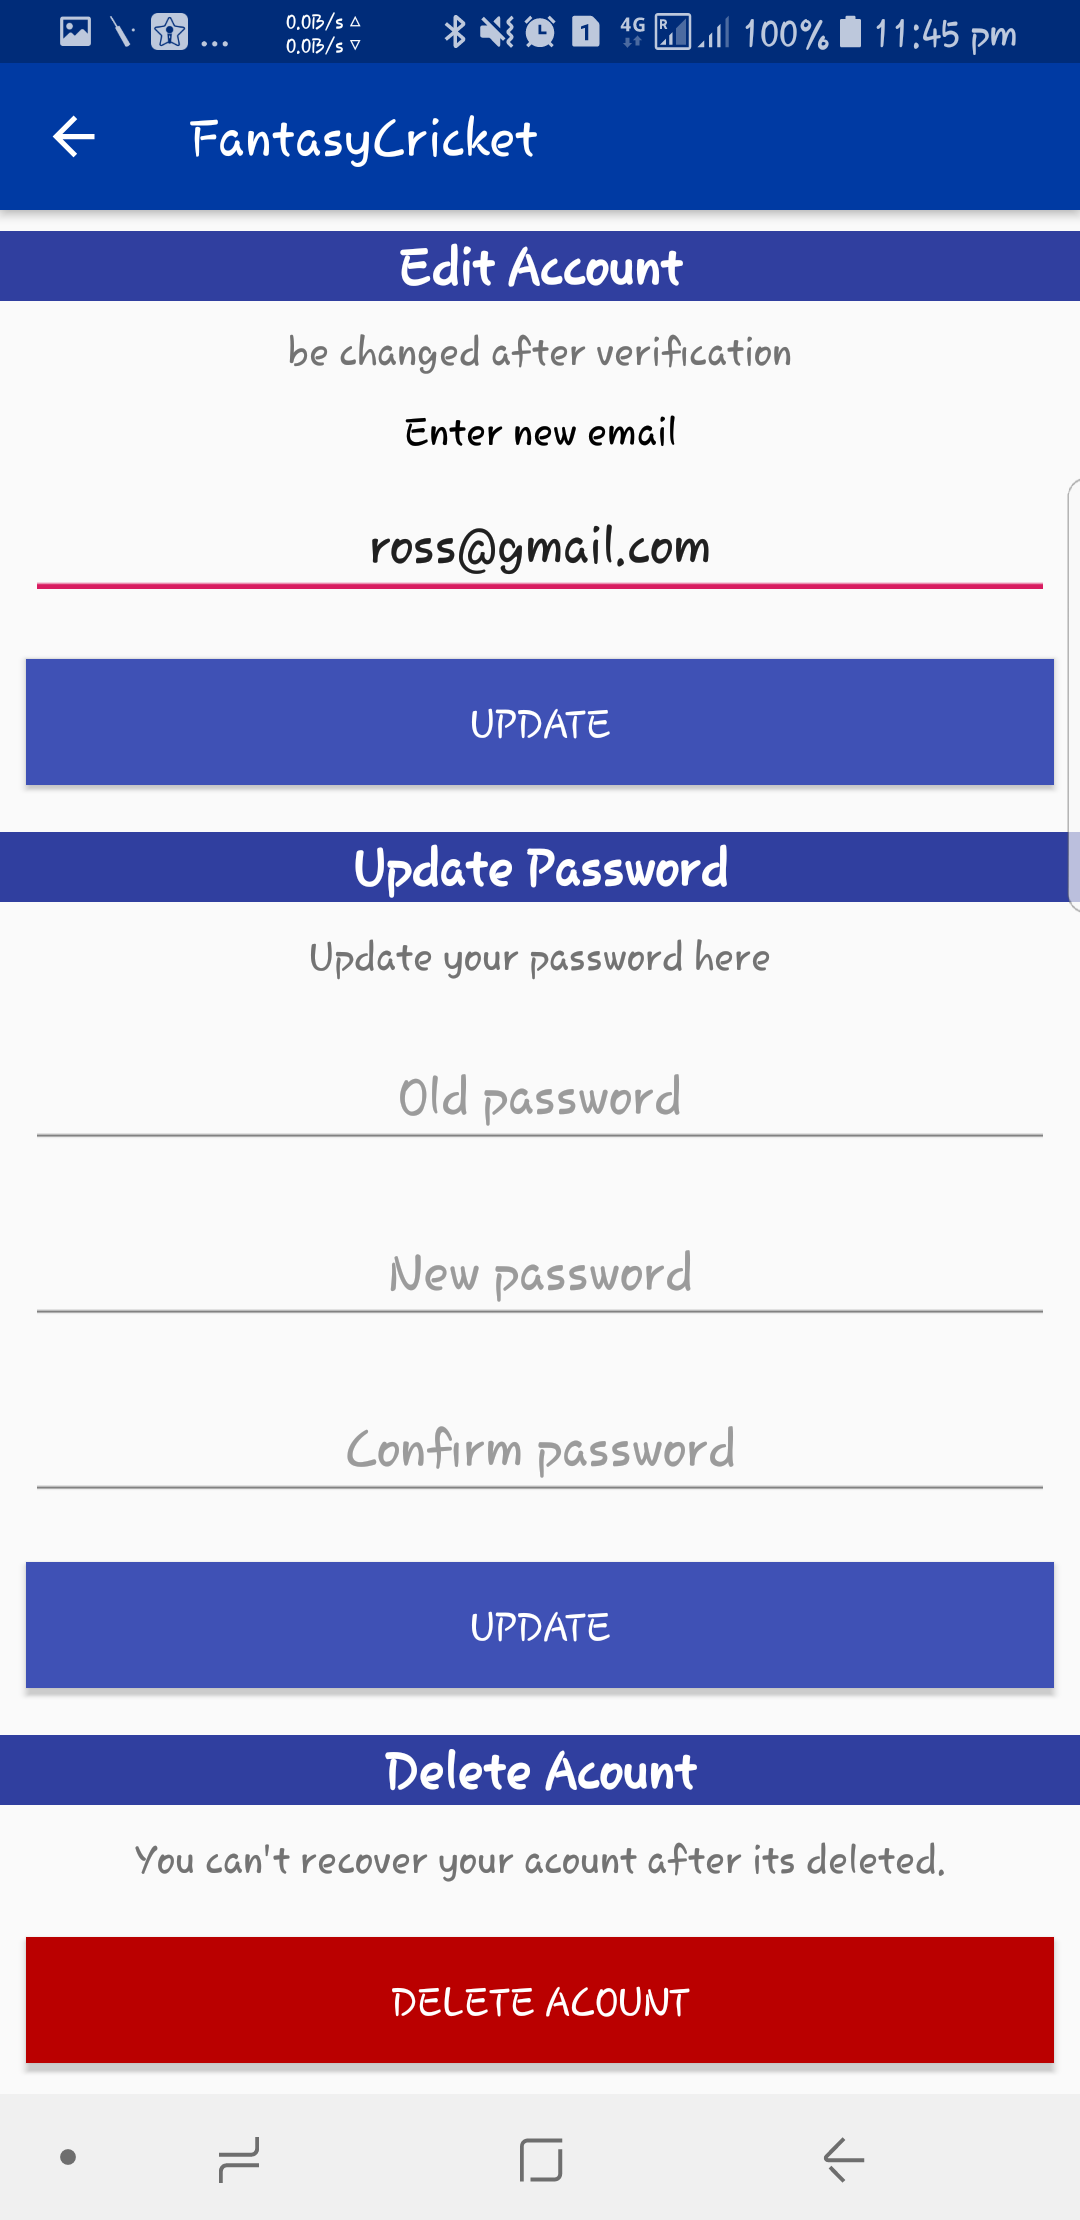 0.0B/s
0.0B/s
1 4G R 100% 11:45 pm
FantasyCricket
Edit Account
be changed after verification
Enter new email
ross@gmail.com
UPDATE
Update Password
Update your password here
Old password
New password
Confirm password
UPDATE
Delete Acount
You can't recover your acount after its deleted.
DELETE ACOUNT